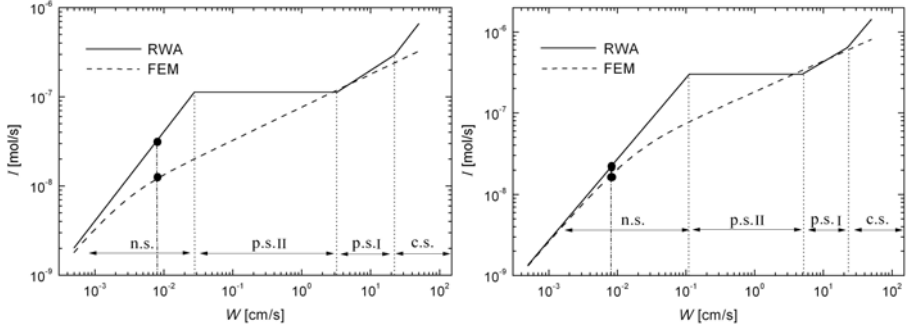 10⁻⁶
10⁻⁷
10⁻⁸
10⁻⁹
I [mol/s]
RWA
FEM
n.s.
p.s.II
p.s.I
c.s.
10⁻³ 10⁻² 10⁻¹ 10⁰ 10¹ 10²
W [cm/s]
10⁻⁶
10⁻⁷
10⁻⁸
10⁻⁹
I [mol/s]
RWA
FEM
n.s.
p.s.II
p.s.I
c.s.
10⁻³ 10⁻² 10⁻¹ 10⁰ 10¹ 10²
W [cm/s]